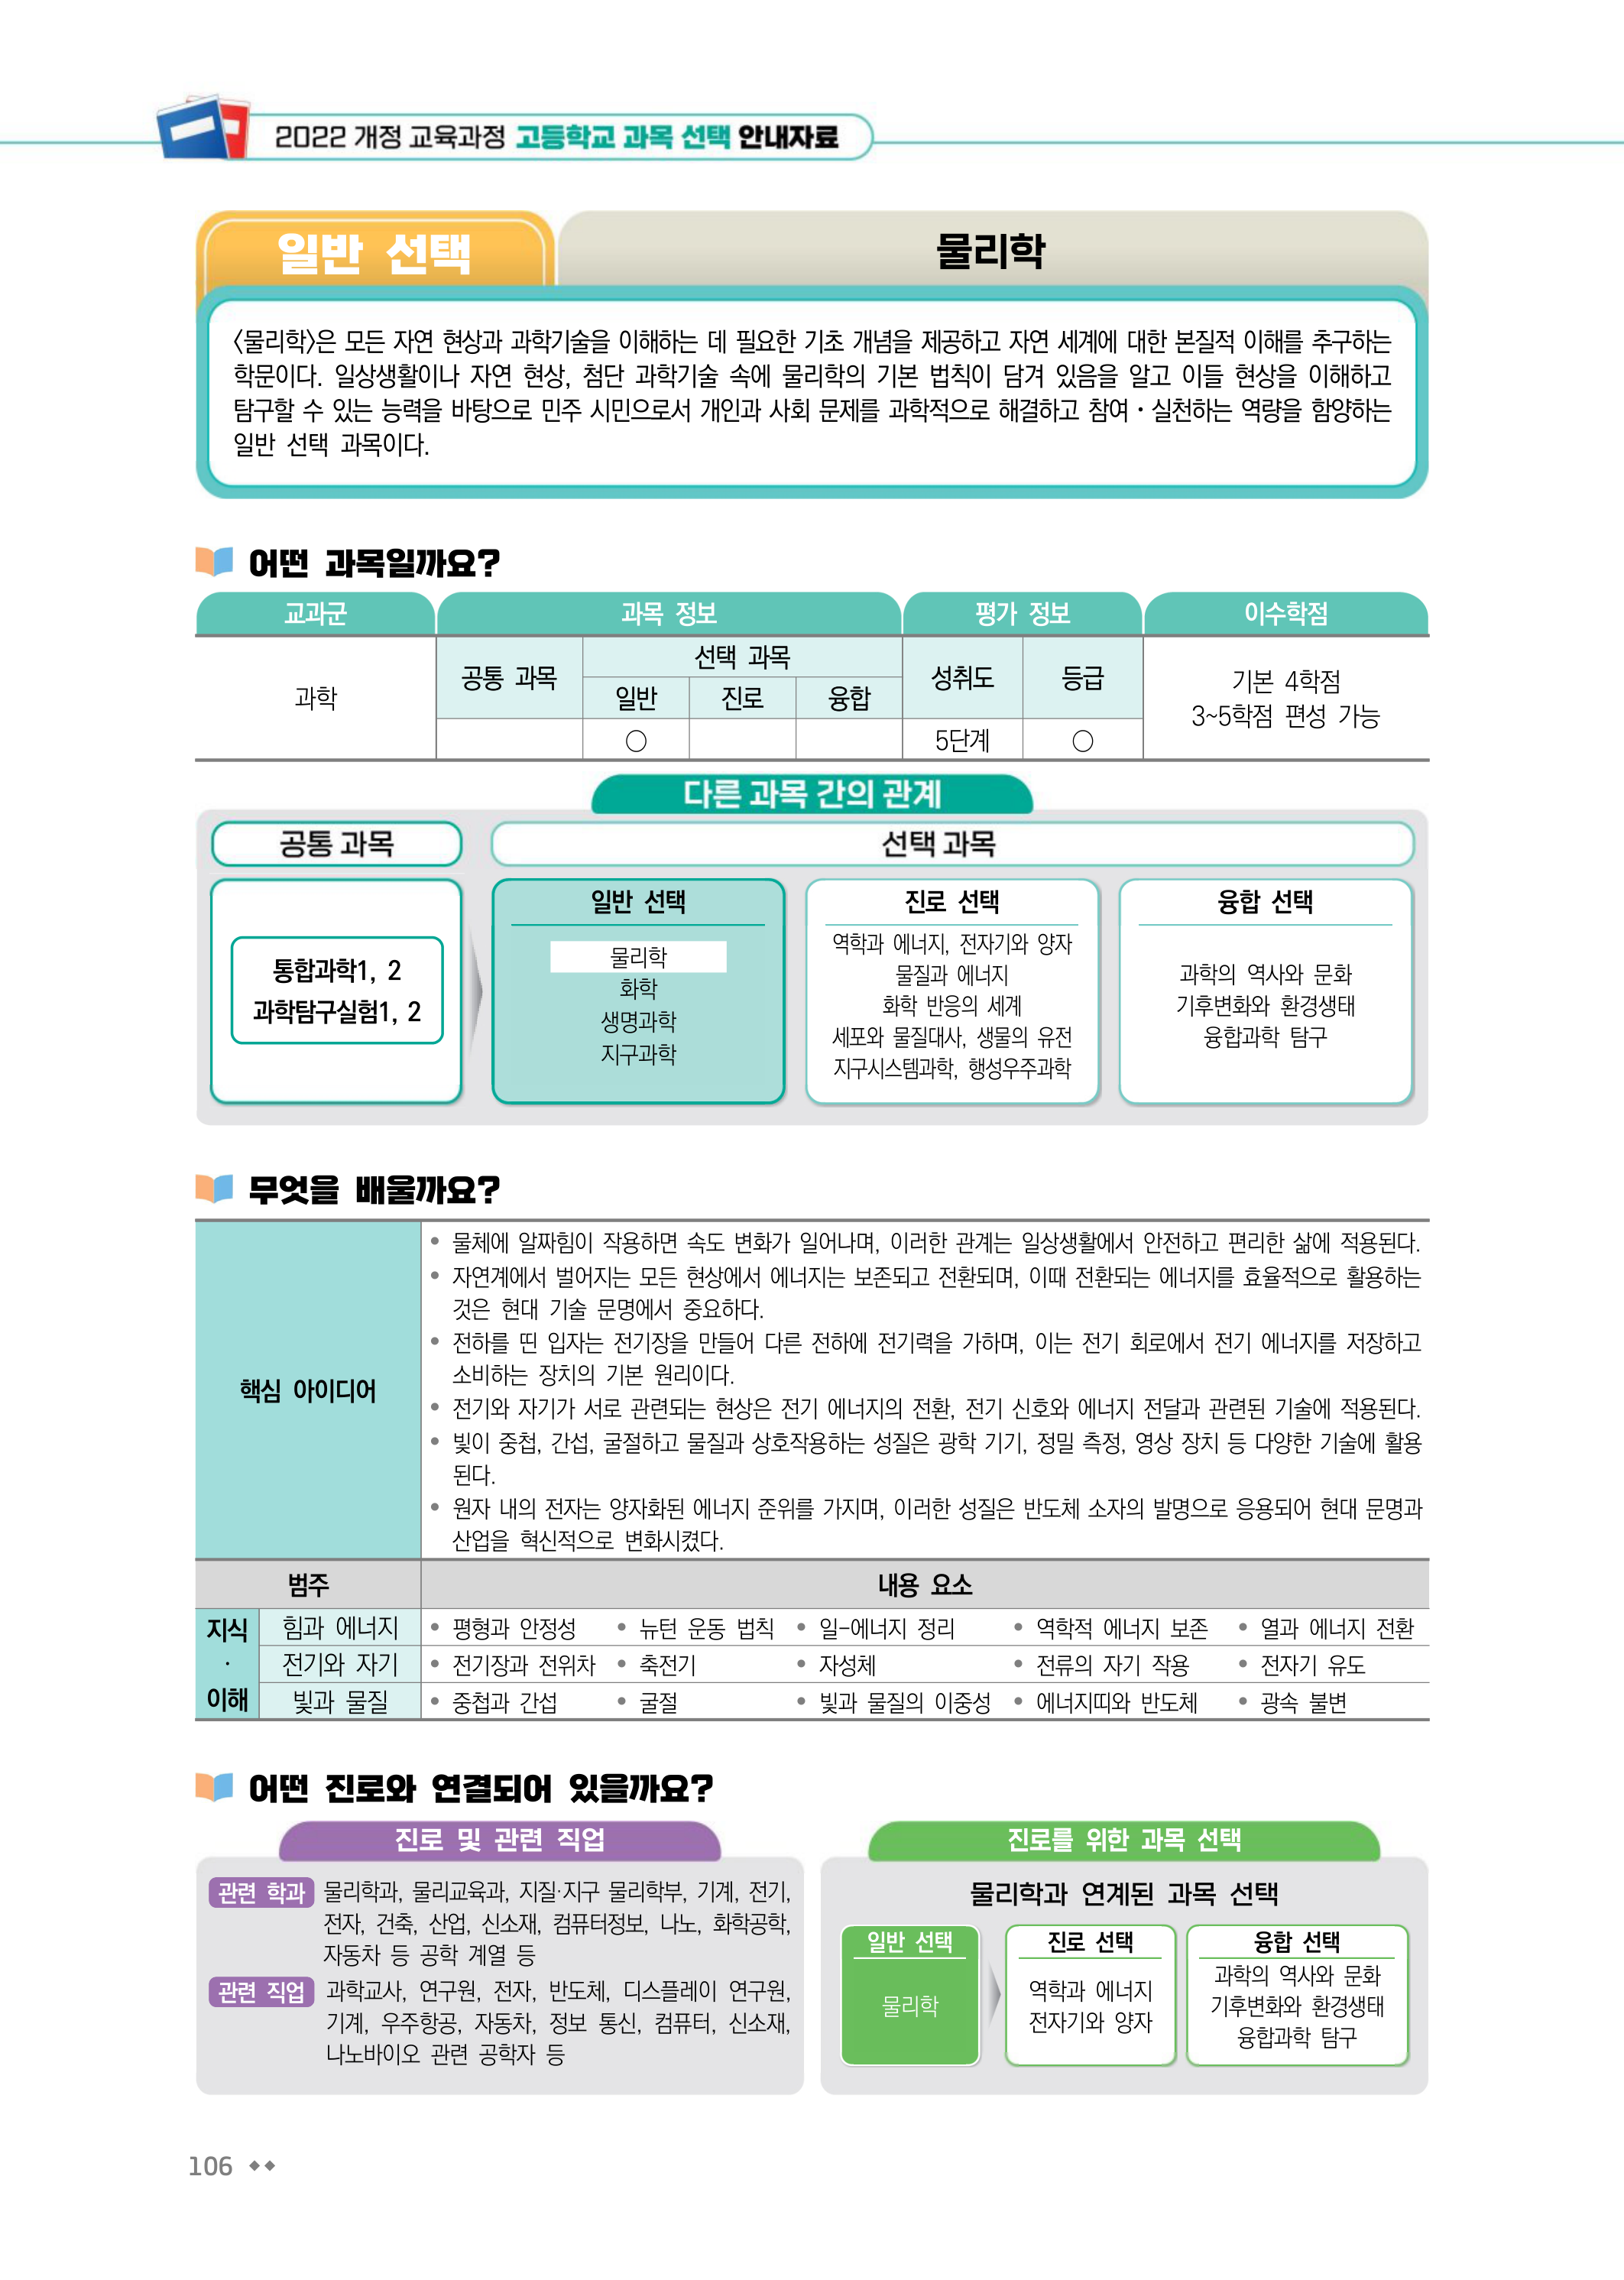 2022 개정 교육과정 고등학교 과목 선택 안내자료
일반 선택
물리학
〈물리학〉은 모든 자연 현상과 과학기술을 이해하는 데 필요한 기초 개념을 제공하고 자연 세계에 대한 본질적 이해를 추구하는
학문이다. 일상생활이나 자연 현상, 첨단 과학기술 속에 물리학의 기본 법칙이 담겨 있음을 알고 이들 현상을 이해하고
탐구할 수 있는 능력을 바탕으로 민주 시민으로서 개인과 사회 문제를 과학적으로 해결하고 참여·실천하는 역량을 함양하는
일반 선택 과목이다.
어떤 과목일까요?
교과군 과목 정보 평가 정보 이수학점
과학
공통 과목
선택 과목
일반 진로 융합
성취도 등급
○ 5단계 ○
기본 4학점
3~5학점 편성 가능
다른 과목 간의 관계
공통 과목
선택 과목
통합과학1, 2
과학탐구실험1, 2
일반 선택
물리학
화학
생명과학
지구과학
진로 선택
역학과 에너지, 전자기와 양자
물질과 에너지
화학 반응의 세계
세포와 물질대사, 생물의 유전
지구시스템과학, 행성우주과학
융합 선택
과학의 역사와 문화
기후변화와 환경생태
융합과학 탐구
무엇을 배울까요?
핵심 아이디어
• 물체에 알짜힘이 작용하면 속도 변화가 일어나며, 이러한 관계는 일상생활에서 안전하고 편리한 삶에 적용된다.
• 자연계에서 벌어지는 모든 현상에서 에너지는 보존되고 전환되며, 이때 전환되는 에너지를 효율적으로 활용하는
것은 현대 기술 문명에서 중요하다.
• 전하를 띤 입자는 전기장을 만들어 다른 전하에 전기력을 가하며, 이는 전기 회로에서 전기 에너지를 저장하고
소비하는 장치의 기본 원리이다.
• 전기와 자기가 서로 관련되는 현상은 전기 에너지의 전환, 전기 신호와 에너지 전달과 관련된 기술에 적용된다.
• 빛이 중첩, 간섭, 굴절하고 물질과 상호작용하는 성질은 광학 기기, 정밀 측정, 영상 장치 등 다양한 기술에 활용
된다.
• 원자 내의 전자는 양자화된 에너지 준위를 가지며, 이러한 성질은 반도체 소자의 발명으로 응용되어 현대 문명과
산업을 혁신적으로 변화시켰다.
범주 내용 요소
지식
·
이해
힘과 에너지 • 평형과 안정성 • 뉴턴 운동 법칙 • 일-에너지 정리 • 역학적 에너지 보존 • 열과 에너지 전환
전기와 자기 • 전기장과 전위차 • 축전기 • 자성체 • 전류의 자기 작용 • 전자기 유도
빛과 물질 • 중첩과 간섭 • 굴절 • 빛과 물질의 이중성 • 에너지띠와 반도체 • 광속 불변
어떤 진로와 연결되어 있을까요?
진로 및 관련 직업
관련 학과 물리학과, 물리교육과, 지질·지구 물리학부, 기계, 전기,
전자, 건축, 산업, 신소재, 컴퓨터정보, 나노, 화학공학,
자동차 등 공학 계열 등
관련 직업 과학교사, 연구원, 전자, 반도체, 디스플레이 연구원,
기계, 우주항공, 자동차, 정보 통신, 컴퓨터, 신소재,
나노바이오 관련 공학자 등
진로를 위한 과목 선택
물리학과 연계된 과목 선택
일반 선택
물리학
진로 선택
역학과 에너지
전자기와 양자
융합 선택
과학의 역사와 문화
기후변화와 환경생태
융합과학 탐구
106